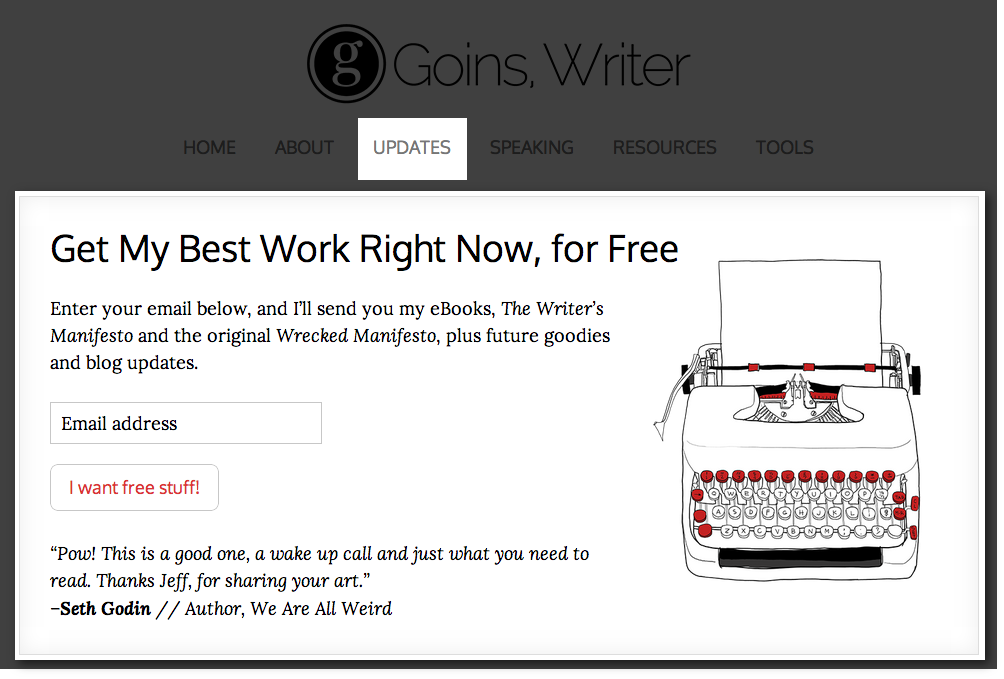 g Goins, Writer
HOME ABOUT UPDATES SPEAKING RESOURCES TOOLS
Get My Best Work Right Now, for Free
Enter your email below, and I’ll send you my eBooks, The Writer’s
Manifesto and the original Wrecked Manifesto, plus future goodies
and blog updates.
Email address
I want free stuff!
“Pow! This is a good one, a wake up call and just what you need to
read. Thanks Jeff, for sharing your art.”
–Seth Godin // Author, We Are All Weird
Q W E R T Y U I O P
A S D F G H J K L
Z X C V B N M